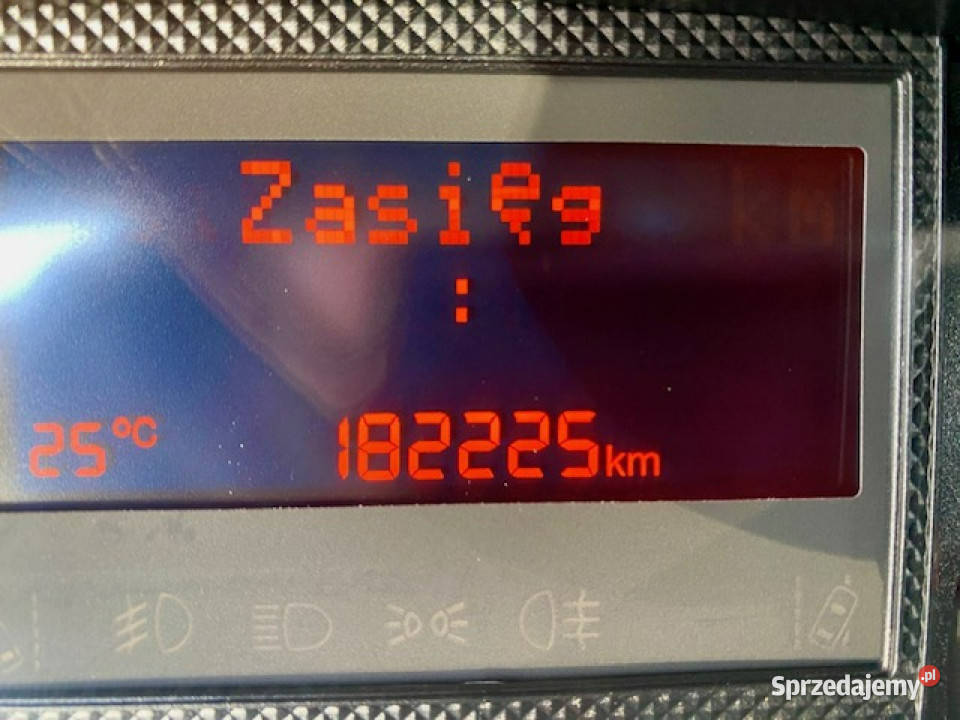 Zasięg
:
25°C 182225km
Sprzedajemy.pl